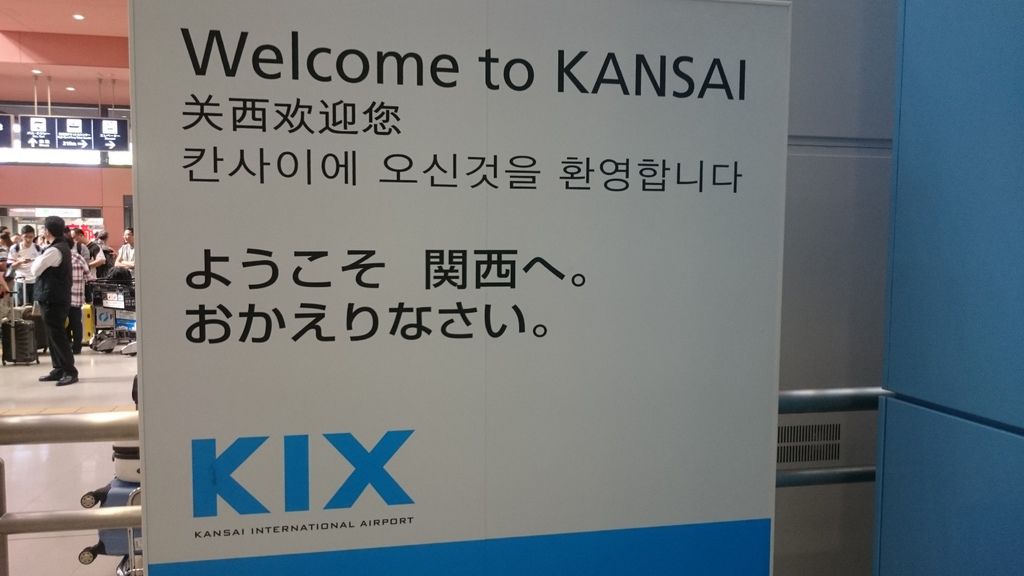 Welcome to KANSAI
关西欢迎您
칸사이에 오신것을 환영합니다
ようこそ 関西へ。
おかえりなさい。
KIX
KANSAI INTERNATIONAL AIRPORT